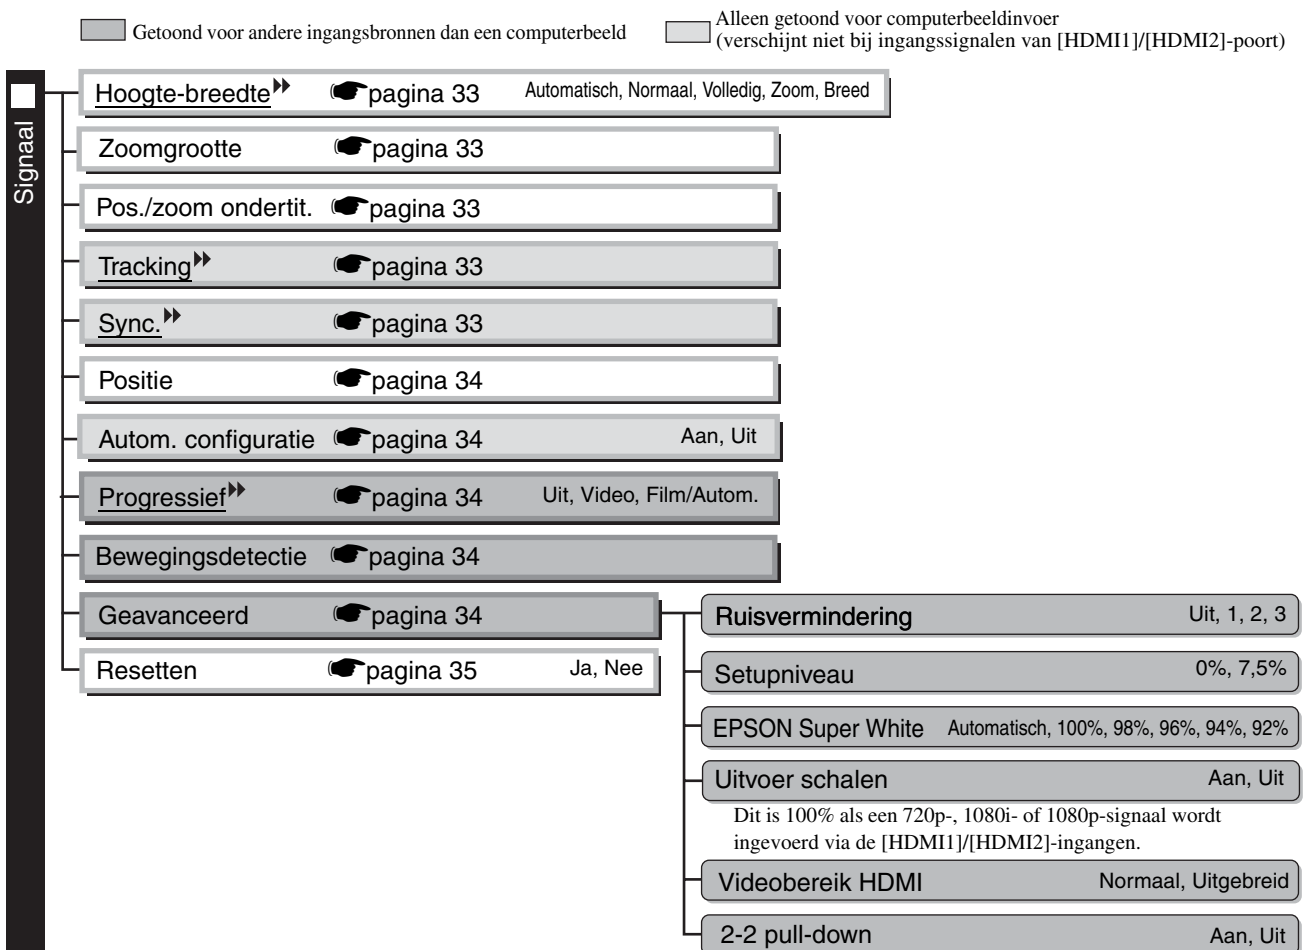 Getoond voor andere ingangsbronnen dan een computerbeeld
Alleen getoond voor computerbeeldinvoer
(verschijnt niet bij ingangssignalen van [HDMI1]/[HDMI2]-poort)
Signaal
Hoogte-breedte pagina 33 Automatisch, Normaal, Volledig, Zoom, Breed
Zoomgrootte pagina 33
Pos./zoom ondertit. pagina 33
Tracking pagina 33
Sync. pagina 33
Positie pagina 34
Autom. configuratie pagina 34 Aan, Uit
Progressief pagina 34 Uit, Video, Film/Autom.
Bewegingsdetectie pagina 34
Geavanceerd pagina 34
Resetten pagina 35 Ja, Nee
Ruisvermindering Uit, 1, 2, 3
Setupniveau 0%, 7,5%
EPSON Super White Automatisch, 100%, 98%, 96%, 94%, 92%
Uitvoer schalen Aan, Uit
Dit is 100% als een 720p-, 1080i- of 1080p-signaal wordt
ingevoerd via de [HDMI1]/[HDMI2]-ingangen.
Videobereik HDMI Normaal, Uitgebreid
2-2 pull-down Aan, Uit